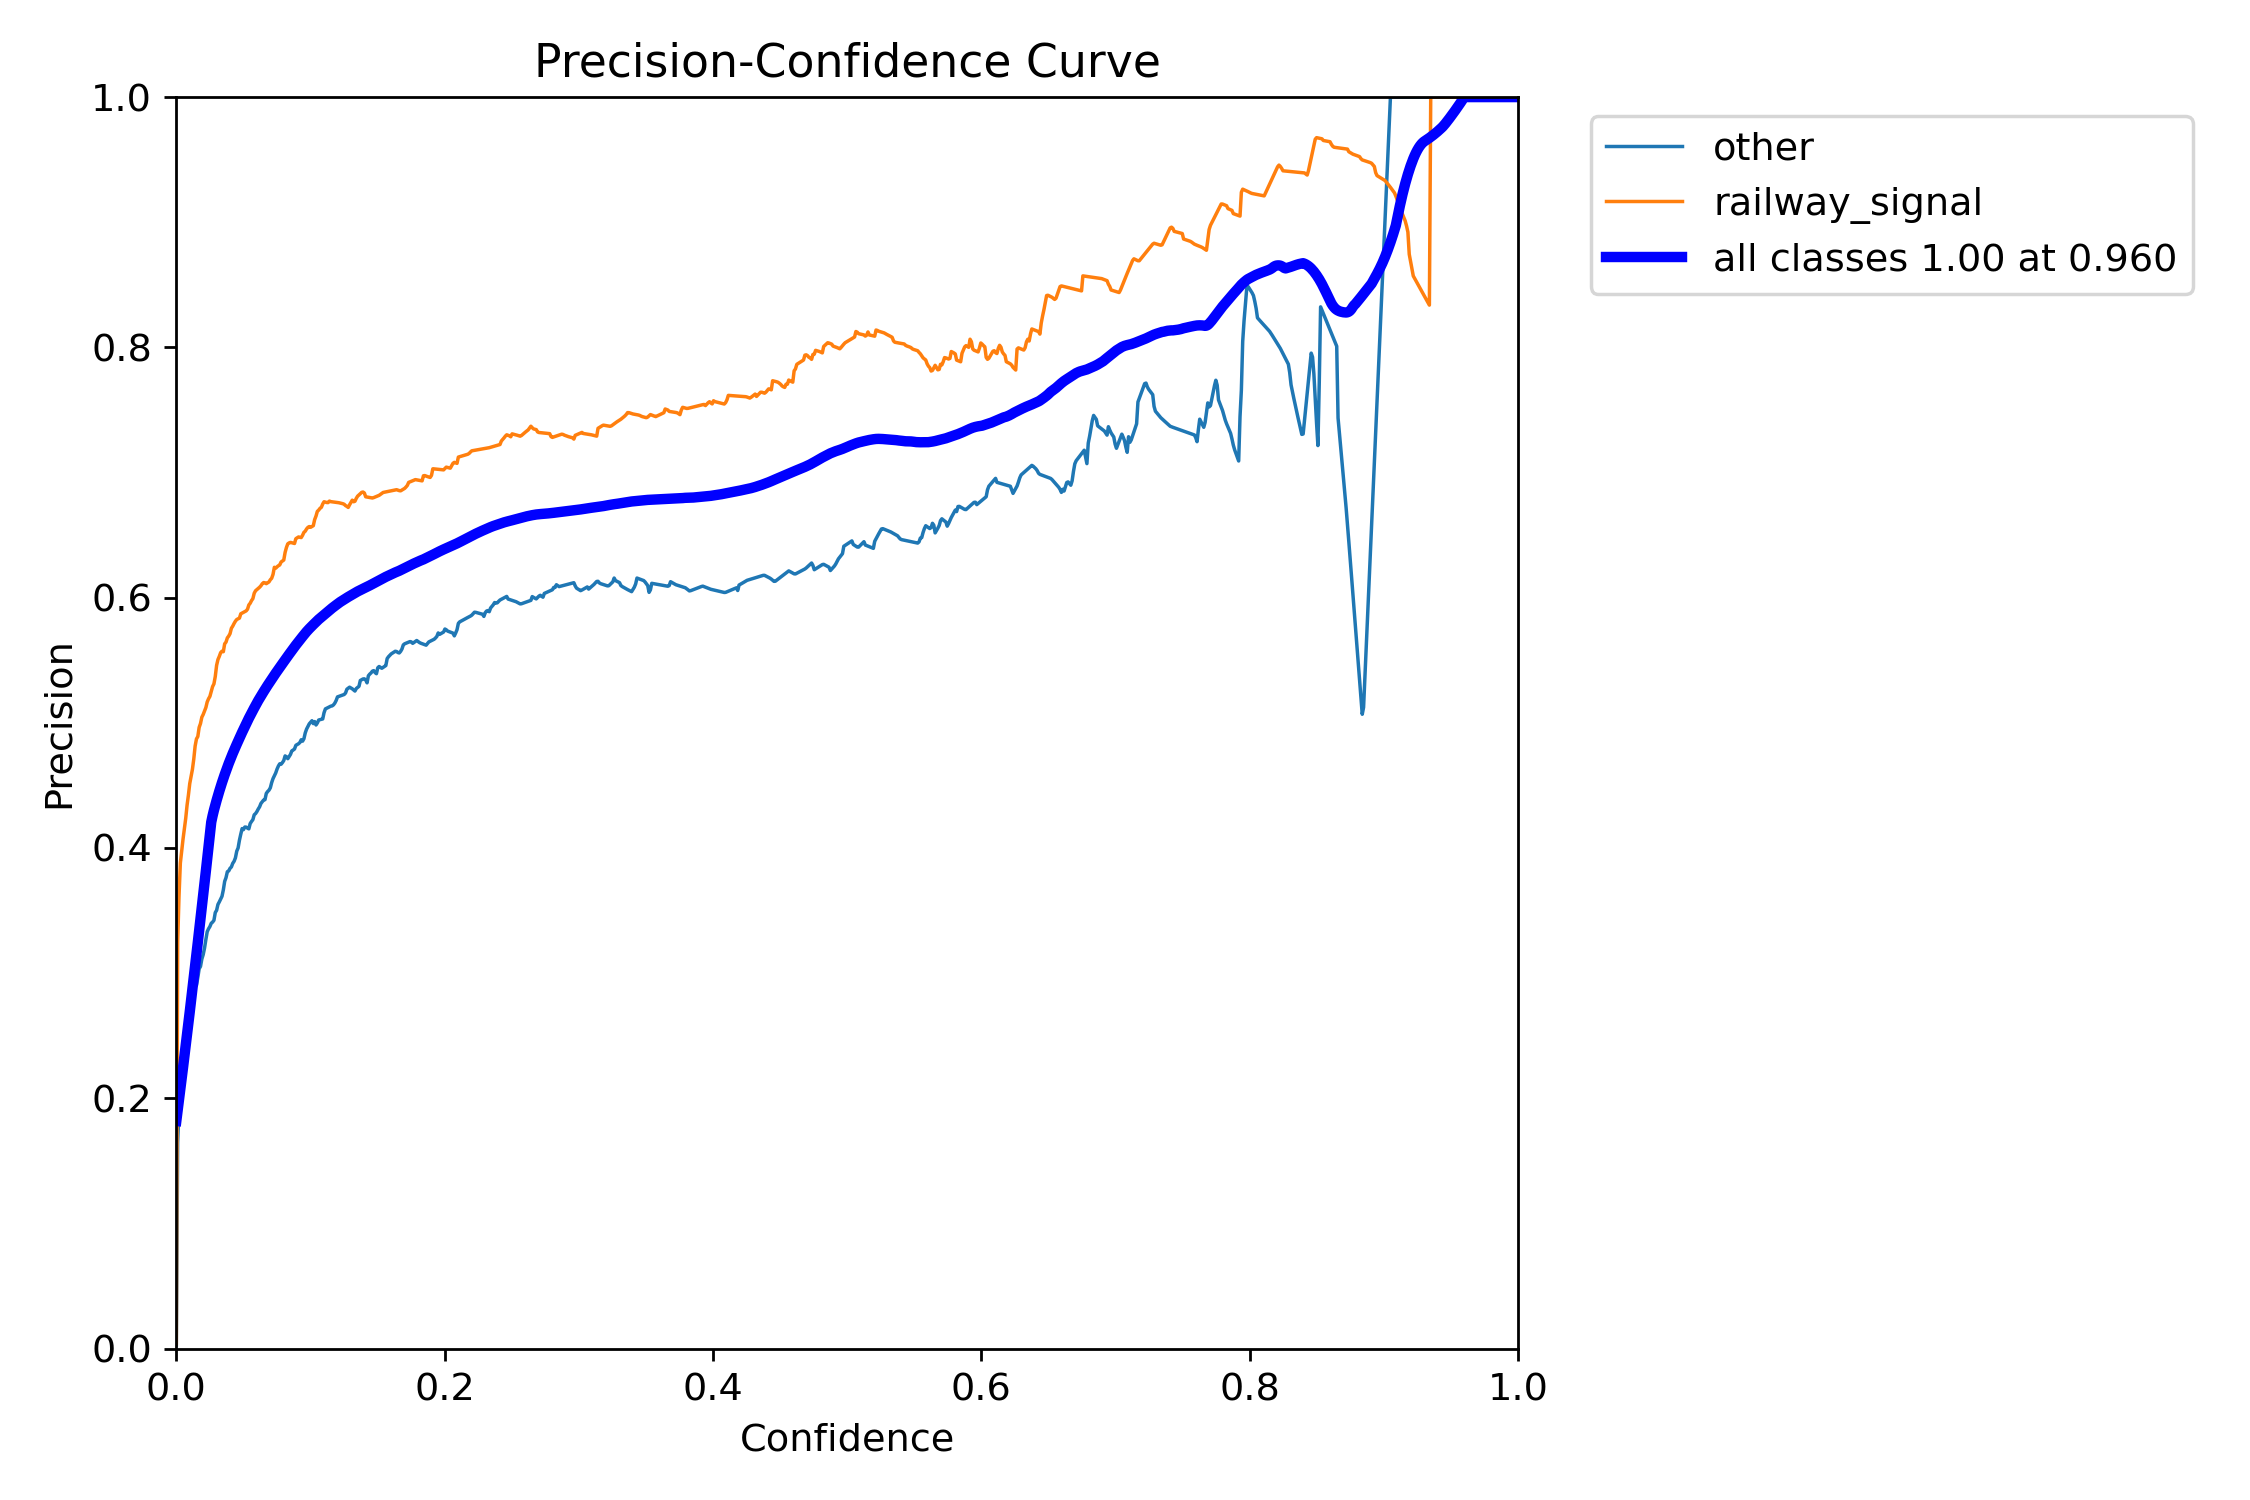 Precision-Confidence Curve
1.0
0.8
0.6
0.4
0.2
0.0
Precision
0.0 0.2 0.4 0.6 0.8 1.0
Confidence
other
railway_signal
all classes 1.00 at 0.960